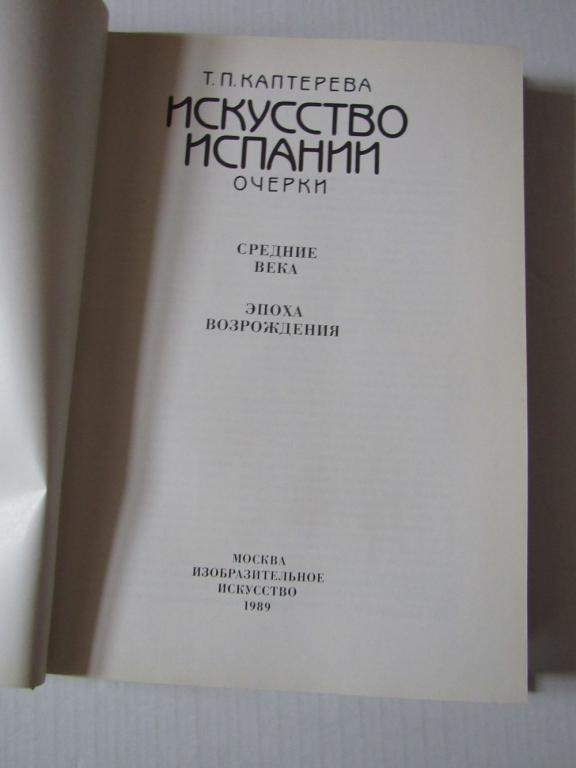 Т. П. КАПТЕРЕВА
ИСКУССТВО
ИСПАНИИ
ОЧЕРКИ
СРЕДНИЕ
ВЕКА
ЭПОХА
ВОЗРОЖДЕНИЯ
МОСКВА
ИЗОБРАЗИТЕЛЬНОЕ
ИСКУССТВО
1989